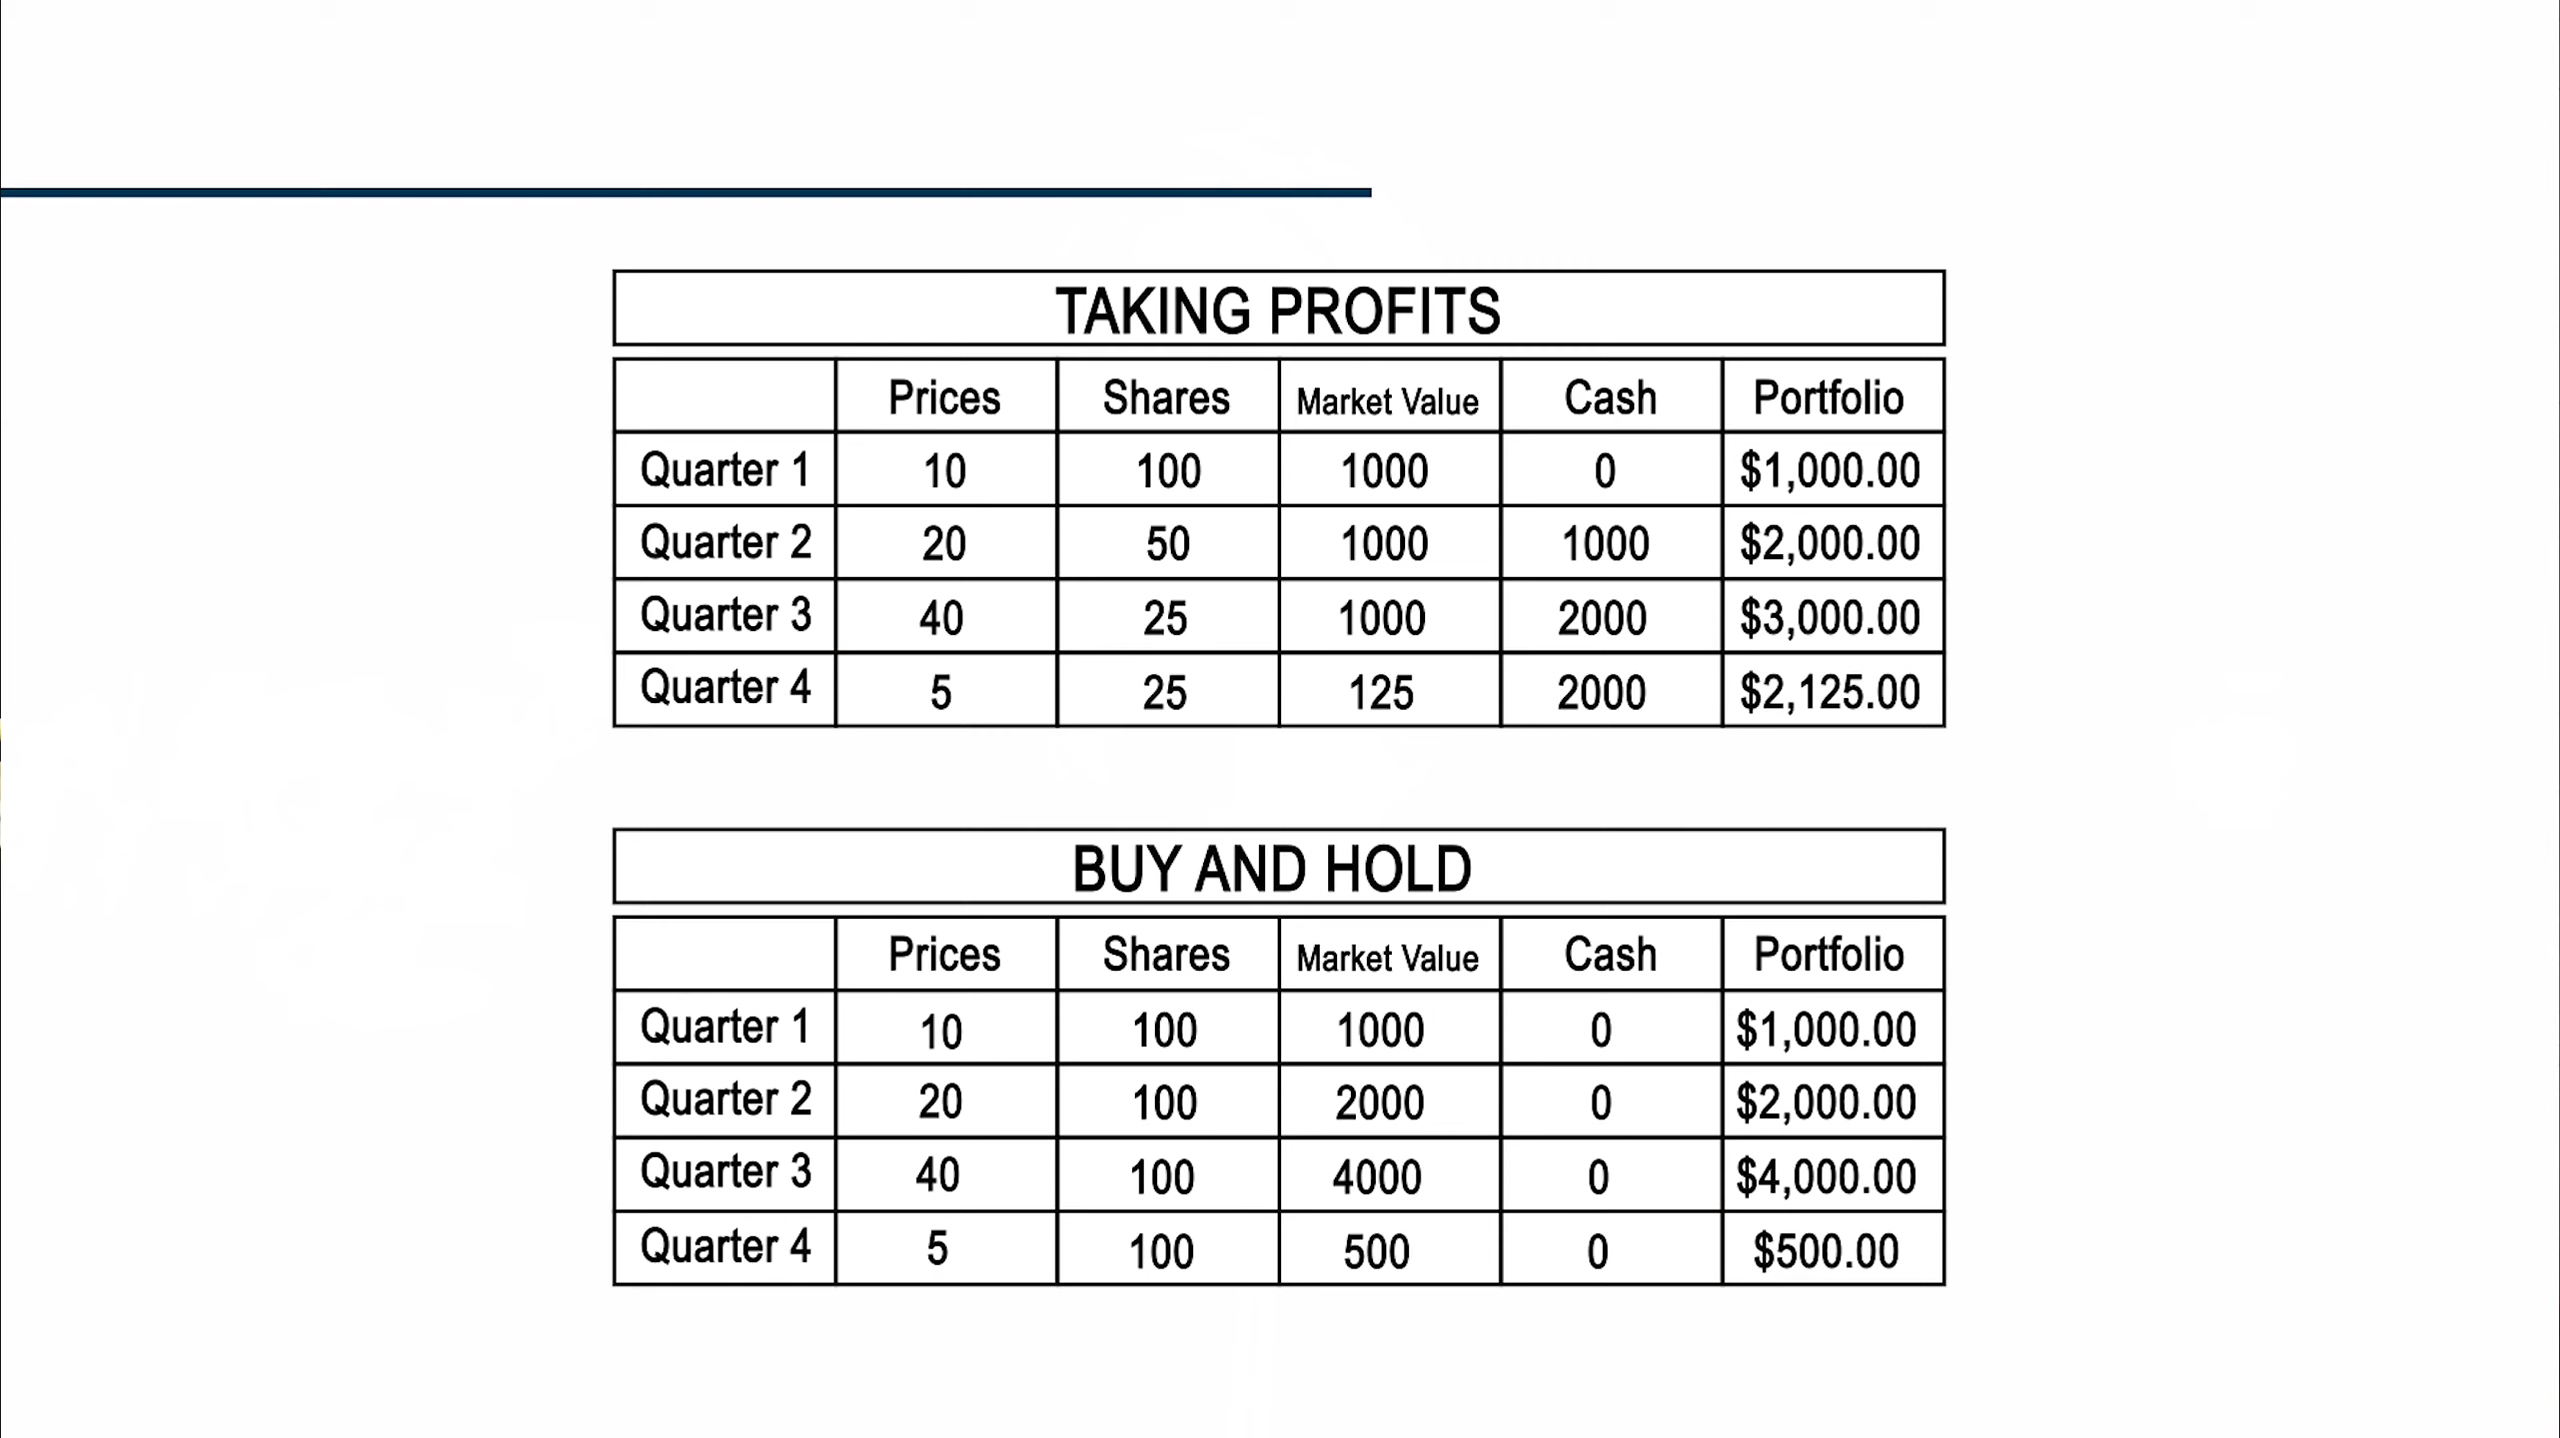 TAKING PROFITS
Prices Shares Market Value Cash Portfolio
Quarter 1 10 100 1000 0 $1,000.00
Quarter 2 20 50 1000 1000 $2,000.00
Quarter 3 40 25 1000 2000 $3,000.00
Quarter 4 5 25 125 2000 $2,125.00
BUY AND HOLD
Prices Shares Market Value Cash Portfolio
Quarter 1 10 100 1000 0 $1,000.00
Quarter 2 20 100 2000 0 $2,000.00
Quarter 3 40 100 4000 0 $4,000.00
Quarter 4 5 100 500 0 $500.00